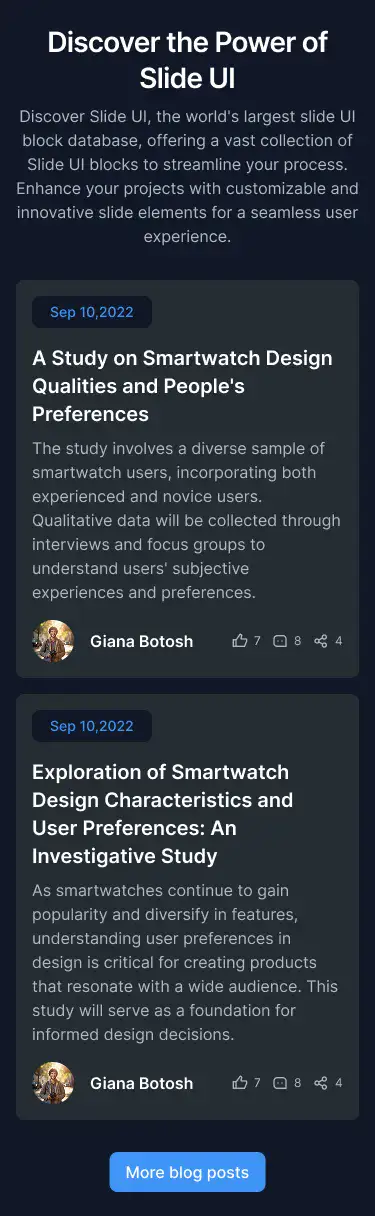 Discover the Power of
Slide UI
Discover Slide UI, the world's largest slide UI
block database, offering a vast collection of
Slide UI blocks to streamline your process.
Enhance your projects with customizable and
innovative slide elements for a seamless user
experience.
Sep 10,2022
A Study on Smartwatch Design
Qualities and People's
Preferences
The study involves a diverse sample of
smartwatch users, incorporating both
experienced and novice users.
Qualitative data will be collected through
interviews and focus groups to
understand users' subjective
experiences and preferences.
Giana Botosh 7 8 4
Sep 10,2022
Exploration of Smartwatch
Design Characteristics and
User Preferences: An
Investigative Study
As smartwatches continue to gain
popularity and diversify in features,
understanding user preferences in
design is critical for creating products
that resonate with a wide audience. This
study will serve as a foundation for
informed design decisions.
Giana Botosh 7 8 4
More blog posts